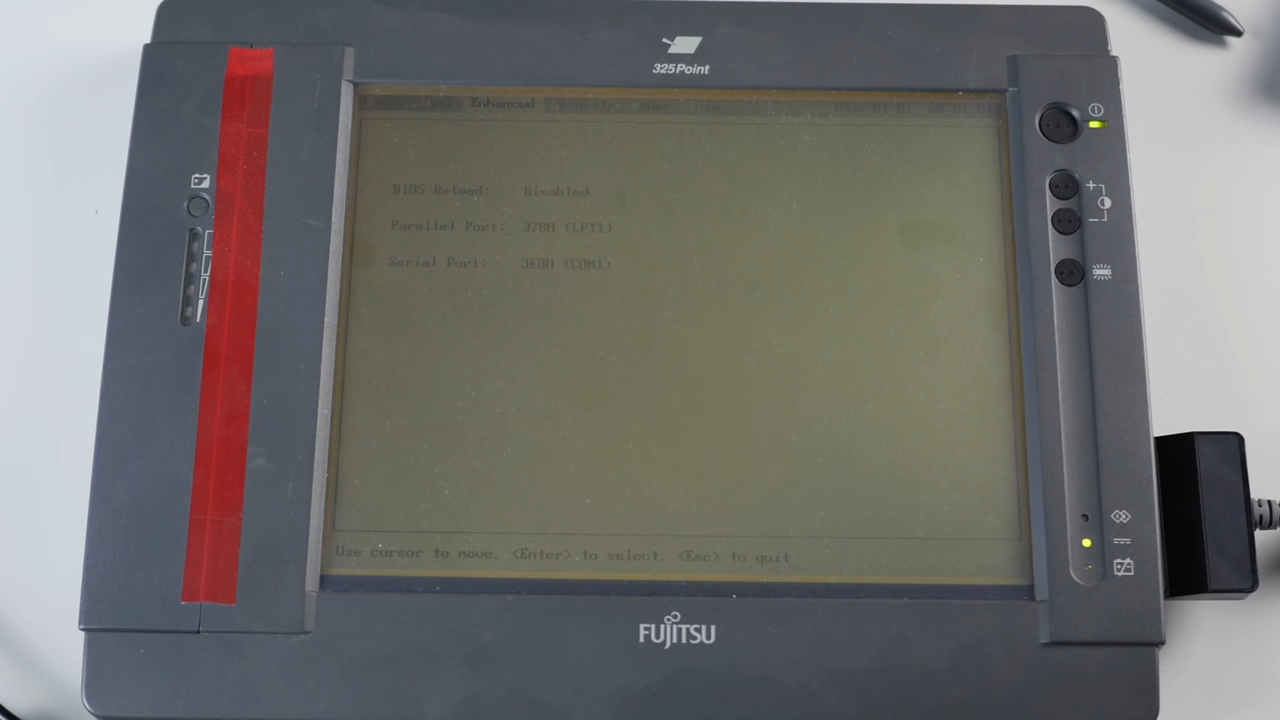 325Point
Enhanced
BIOS Reload: Disabled
Parallel Port: 378H (LPT1)
Serial Port: 3F8H (COM1)
Use cursor to move, <Enter> to select. <Esc> to quit
FUJITSU